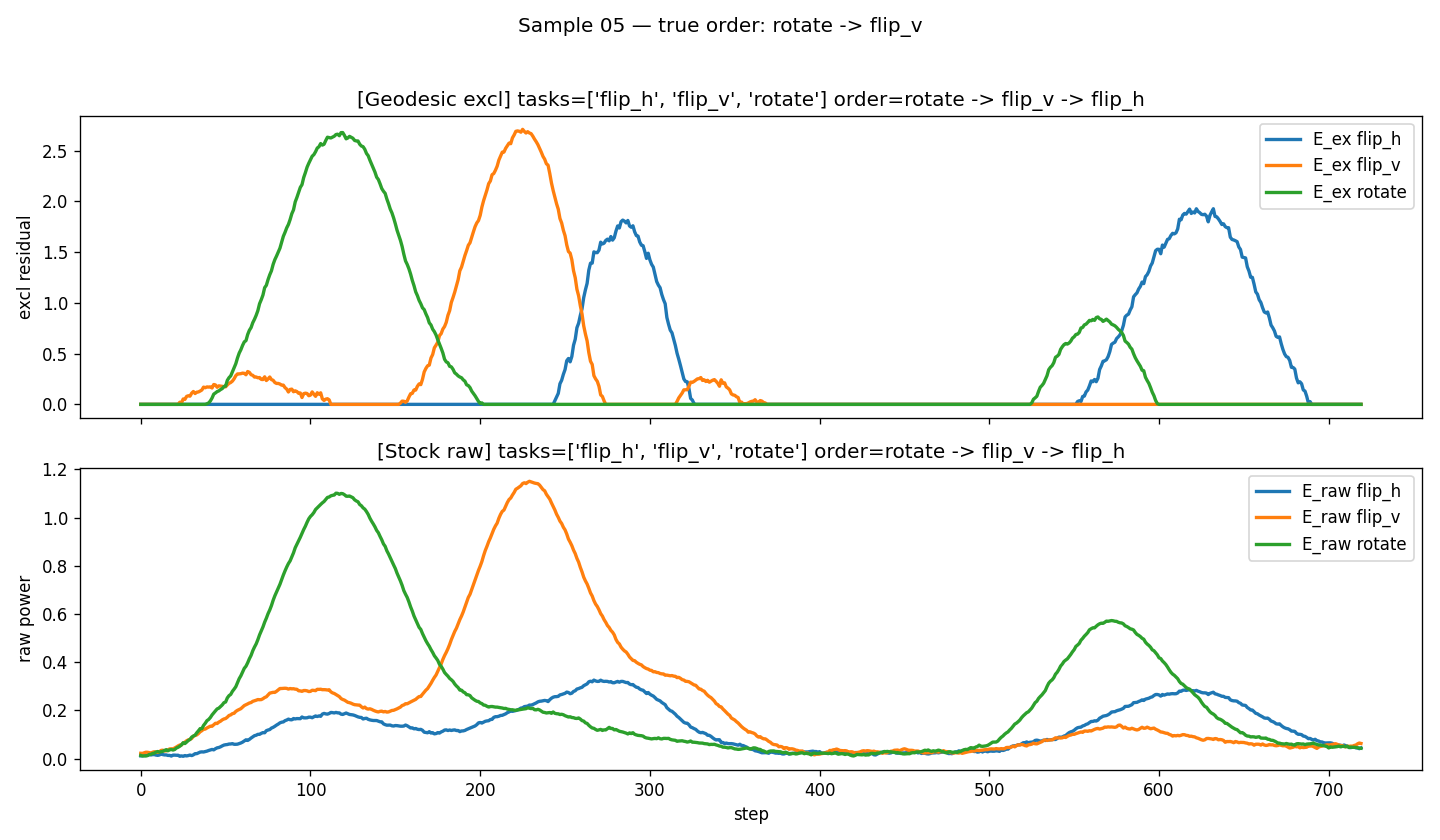 Sample 05 — true order: rotate -> flip_v
[Geodesic excl] tasks=['flip_h', 'flip_v', 'rotate'] order=rotate -> flip_v -> flip_h
excl residual
2.5
2.0
1.5
1.0
0.5
0.0
E_ex flip_h
E_ex flip_v
E_ex rotate
[Stock raw] tasks=['flip_h', 'flip_v', 'rotate'] order=rotate -> flip_v -> flip_h
raw power
1.2
1.0
0.8
0.6
0.4
0.2
0.0
E_raw flip_h
E_raw flip_v
E_raw rotate
0 100 200 300 400 500 600 700
step